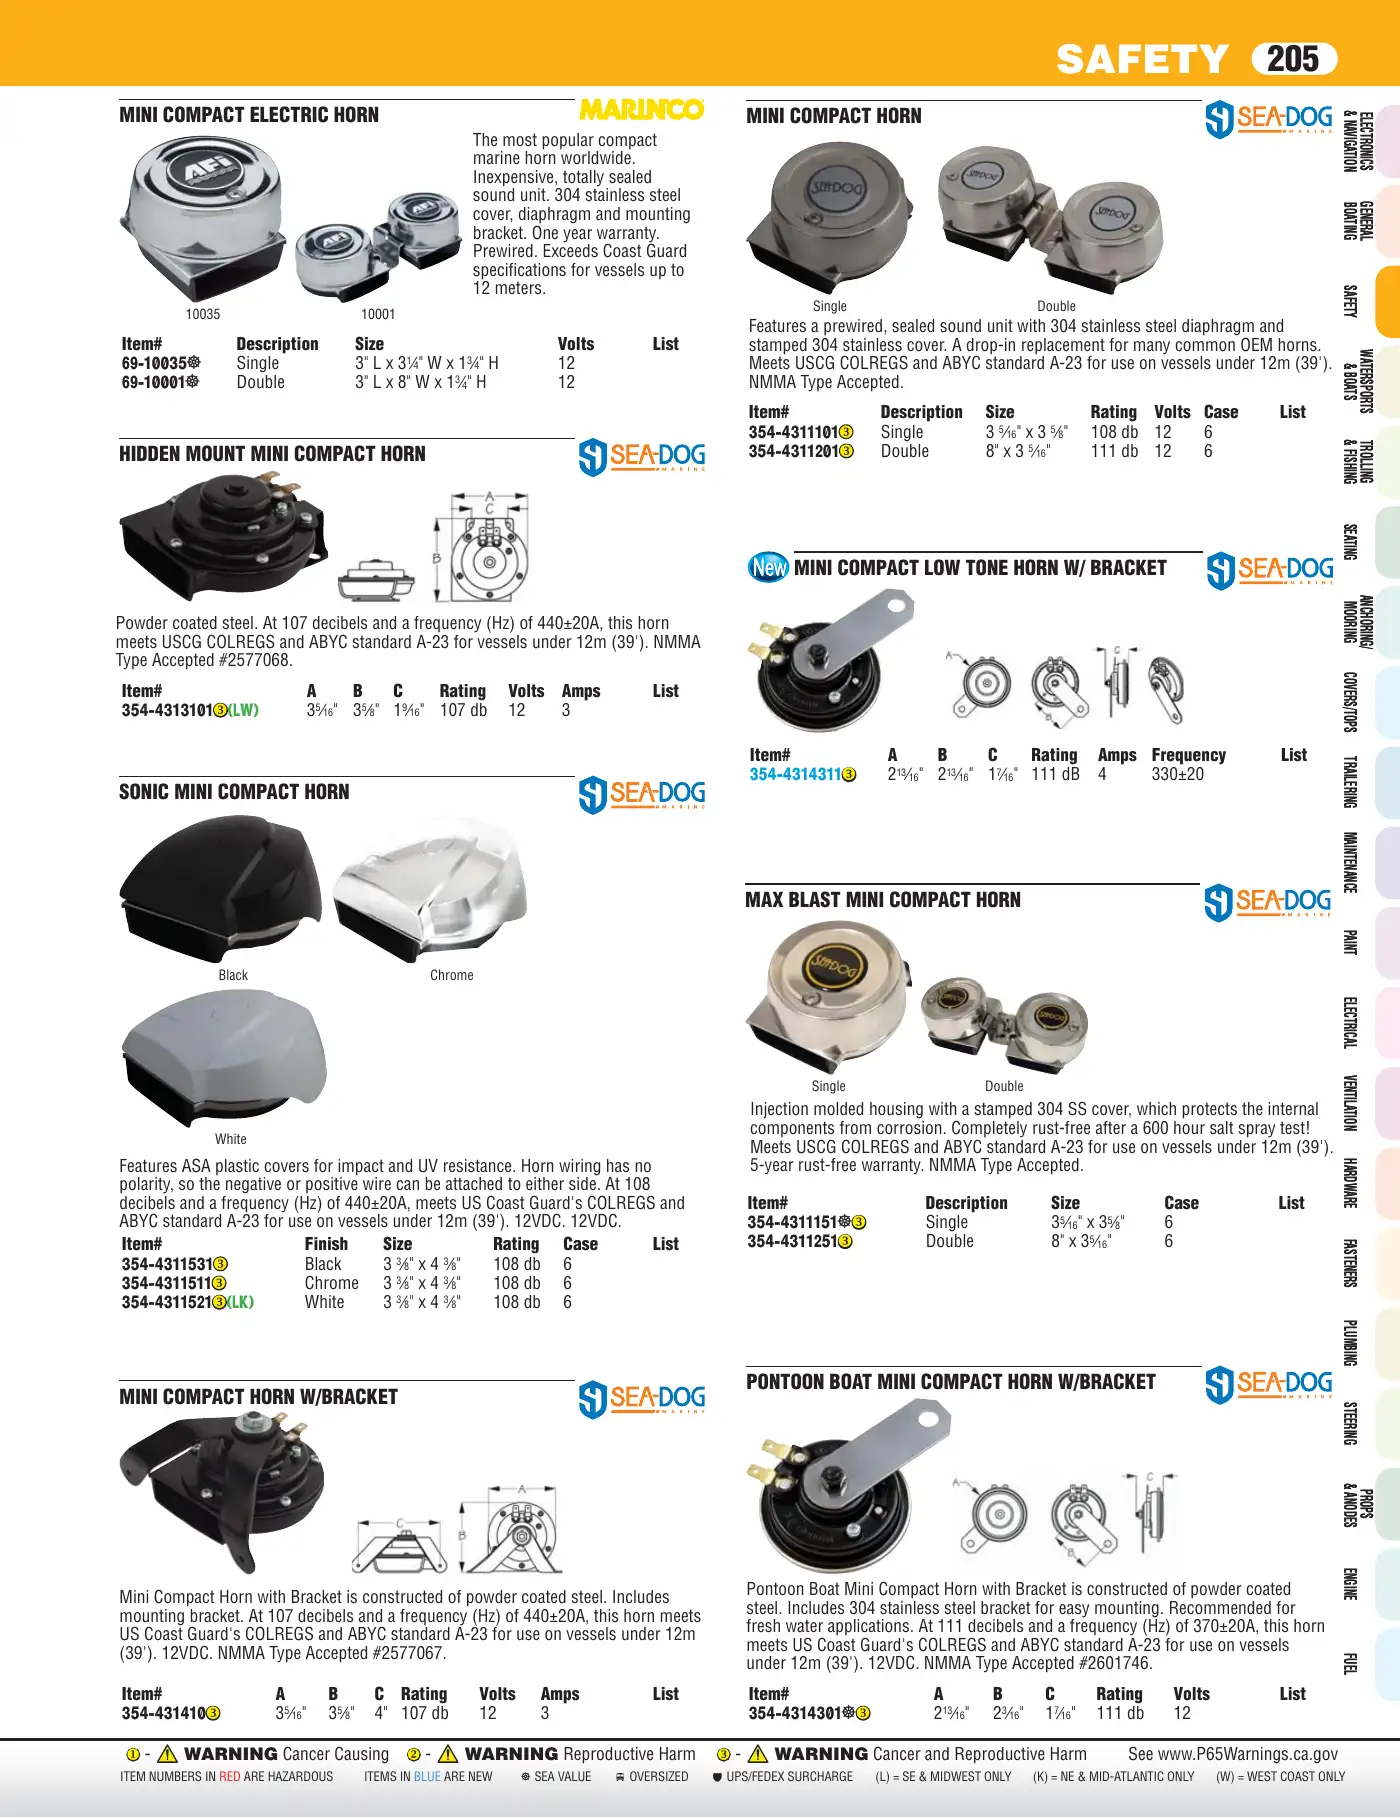 SAFETY 205
MINI COMPACT ELECTRIC HORN
MARINCO
The most popular compact
marine horn worldwide.
Inexpensive, totally sealed
sound unit. 304 stainless steel
cover, diaphragm and mounting
bracket. One year warranty.
Prewired. Exceeds Coast Guard
specifications for vessels up to
12 meters.
AFI
AFI
AFI
10035 10001
Item# Description Size Volts List
69-10035☸ Single 3" L x 3¼" W x 1¾" H 12
69-10001☸ Double 3" L x 8" W x 1¾" H 12
HIDDEN MOUNT MINI COMPACT HORN
SEA-DOG
MARINE
A
C
B
Powder coated steel. At 107 decibels and a frequency (Hz) of 440±20A, this horn
meets USCG COLREGS and ABYC standard A-23 for vessels under 12m (39'). NMMA
Type Accepted #2577068.
Item# A B C Rating Volts Amps List
354-4313101③(LW) 3⁵⁄₁₆" 3⅝" 1⁹⁄₁₆" 107 db 12 3
SONIC MINI COMPACT HORN
SEA-DOG
MARINE
Black Chrome
White
Features ASA plastic covers for impact and UV resistance. Horn wiring has no
polarity, so the negative or positive wire can be attached to either side. At 108
decibels and a frequency (Hz) of 440±20A, meets US Coast Guard's COLREGS and
ABYC standard A-23 for use on vessels under 12m (39'). 12VDC. 12VDC.
Item# Finish Size Rating Case List
354-4311531③ Black 3 ⅜" x 4 ⅜" 108 db 6
354-4311511③ Chrome 3 ⅜" x 4 ⅜" 108 db 6
354-4311521③(LK) White 3 ⅜" x 4 ⅜" 108 db 6
MINI COMPACT HORN W/BRACKET
SEA-DOG
MARINE
C
A
B
Mini Compact Horn with Bracket is constructed of powder coated steel. Includes
mounting bracket. At 107 decibels and a frequency (Hz) of 440±20A, this horn meets
US Coast Guard's COLREGS and ABYC standard A-23 for use on vessels under 12m
(39'). 12VDC. NMMA Type Accepted #2577067.
Item# A B C Rating Volts Amps List
354-431410③ 3⁵⁄₁₆" 3⅝" 4" 107 db 12 3
MINI COMPACT HORN
SEA-DOG
MARINE
SEA-DOG
SEA-DOG
SEA-DOG
Single Double
Features a prewired, sealed sound unit with 304 stainless steel diaphragm and
stamped 304 stainless cover. A drop-in replacement for many common OEM horns.
Meets USCG COLREGS and ABYC standard A-23 for use on vessels under 12m (39').
NMMA Type Accepted.
Item# Description Size Rating Volts Case List
354-4311101③ Single 3 ⁵⁄₁₆" x 3 ⅝" 108 db 12 6
354-4311201③ Double 8" x 3 ⁵⁄₁₆" 111 db 12 6
New MINI COMPACT LOW TONE HORN W/ BRACKET
SEA-DOG
MARINE
A
B
C
Item# A B C Rating Amps Frequency List
354-4314311③ 2¹³⁄₁₆" 2¹³⁄₁₆" 1⁷⁄₁₆" 111 dB 4 330±20
MAX BLAST MINI COMPACT HORN
SEA-DOG
MARINE
SEA-DOG
SEA-DOG
SEA-DOG
Single Double
Injection molded housing with a stamped 304 SS cover, which protects the internal
components from corrosion. Completely rust-free after a 600 hour salt spray test!
Meets USCG COLREGS and ABYC standard A-23 for use on vessels under 12m (39').
5-year rust-free warranty. NMMA Type Accepted.
Item# Description Size Case List
354-4311151☸③ Single 3⁵⁄₁₆" x 3⅝" 6
354-4311251③ Double 8" x 3⁵⁄₁₆" 6
PONTOON BOAT MINI COMPACT HORN W/BRACKET
SEA-DOG
MARINE
A
B
C
Pontoon Boat Mini Compact Horn with Bracket is constructed of powder coated
steel. Includes 304 stainless steel bracket for easy mounting. Recommended for
fresh water applications. At 111 decibels and a frequency (Hz) of 370±20A, this horn
meets US Coast Guard's COLREGS and ABYC standard A-23 for use on vessels
under 12m (39'). 12VDC. NMMA Type Accepted #2601746.
Item# A B C Rating Volts List
354-4314301☸③ 2¹³⁄₁₆" 2³⁄₁₆" 1⁷⁄₁₆" 111 db 12
ELECTRONICS
& NAVIGATION
GENERAL
BOATING
SAFETY
WATERSPORTS
& BOATS
TROLLING
& FISHING
SEATING
ANCHORING/
MOORING
COVERS/TOPS
TRAILERING
MAINTENANCE
PAINT
ELECTRICAL
VENTILATION
HARDWARE
FASTENERS
PLUMBING
STEERING
PROPS
& ANODES
ENGINE
FUEL
① - ⚠ WARNING Cancer Causing ② - ⚠ WARNING Reproductive Harm ③ - ⚠ WARNING Cancer and Reproductive Harm See www.P65Warnings.ca.gov
ITEM NUMBERS IN RED ARE HAZARDOUS ITEMS IN BLUE ARE NEW ☸ SEA VALUE OVERSIZED UPS/FEDEX SURCHARGE (L) = SE & MIDWEST ONLY (K) = NE & MID-ATLANTIC ONLY (W) = WEST COAST ONLY